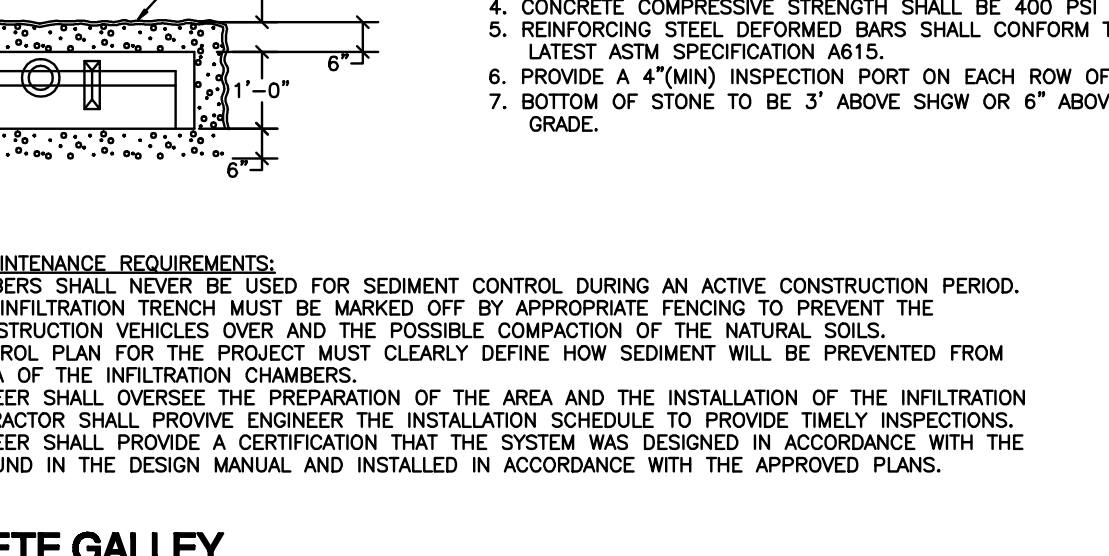 4. CONCRETE COMPRESSIVE STRENGTH SHALL BE 400 PSI
5. REINFORCING STEEL DEFORMED BARS SHALL CONFORM
LATEST ASTM SPECIFICATION A615.
6. PROVIDE A 4"(MIN) INSPECTION PORT ON EACH ROW OF
7. BOTTOM OF STONE TO BE 3' ABOVE SHGW OR 6" ABOV
GRADE.
6"
1'-0"
6"
INTENANCE REQUIREMENTS:
BERS SHALL NEVER BE USED FOR SEDIMENT CONTROL DURING AN ACTIVE CONSTRUCTION PERIOD.
INFILTRATION TRENCH MUST BE MARKED OFF BY APPROPRIATE FENCING TO PREVENT THE
STRUCTION VEHICLES OVER AND THE POSSIBLE COMPACTION OF THE NATURAL SOILS.
ROL PLAN FOR THE PROJECT MUST CLEARLY DEFINE HOW SEDIMENT WILL BE PREVENTED FROM
A OF THE INFILTRATION CHAMBERS.
EER SHALL OVERSEE THE PREPARATION OF THE AREA AND THE INSTALLATION OF THE INFILTRATION
RACTOR SHALL PROVIVE ENGINEER THE INSTALLATION SCHEDULE TO PROVIDE TIMELY INSPECTIONS.
EER SHALL PROVIDE A CERTIFICATION THAT THE SYSTEM WAS DESIGNED IN ACCORDANCE WITH THE
UND IN THE DESIGN MANUAL AND INSTALLED IN ACCORDANCE WITH THE APPROVED PLANS.
ETE GALLEY